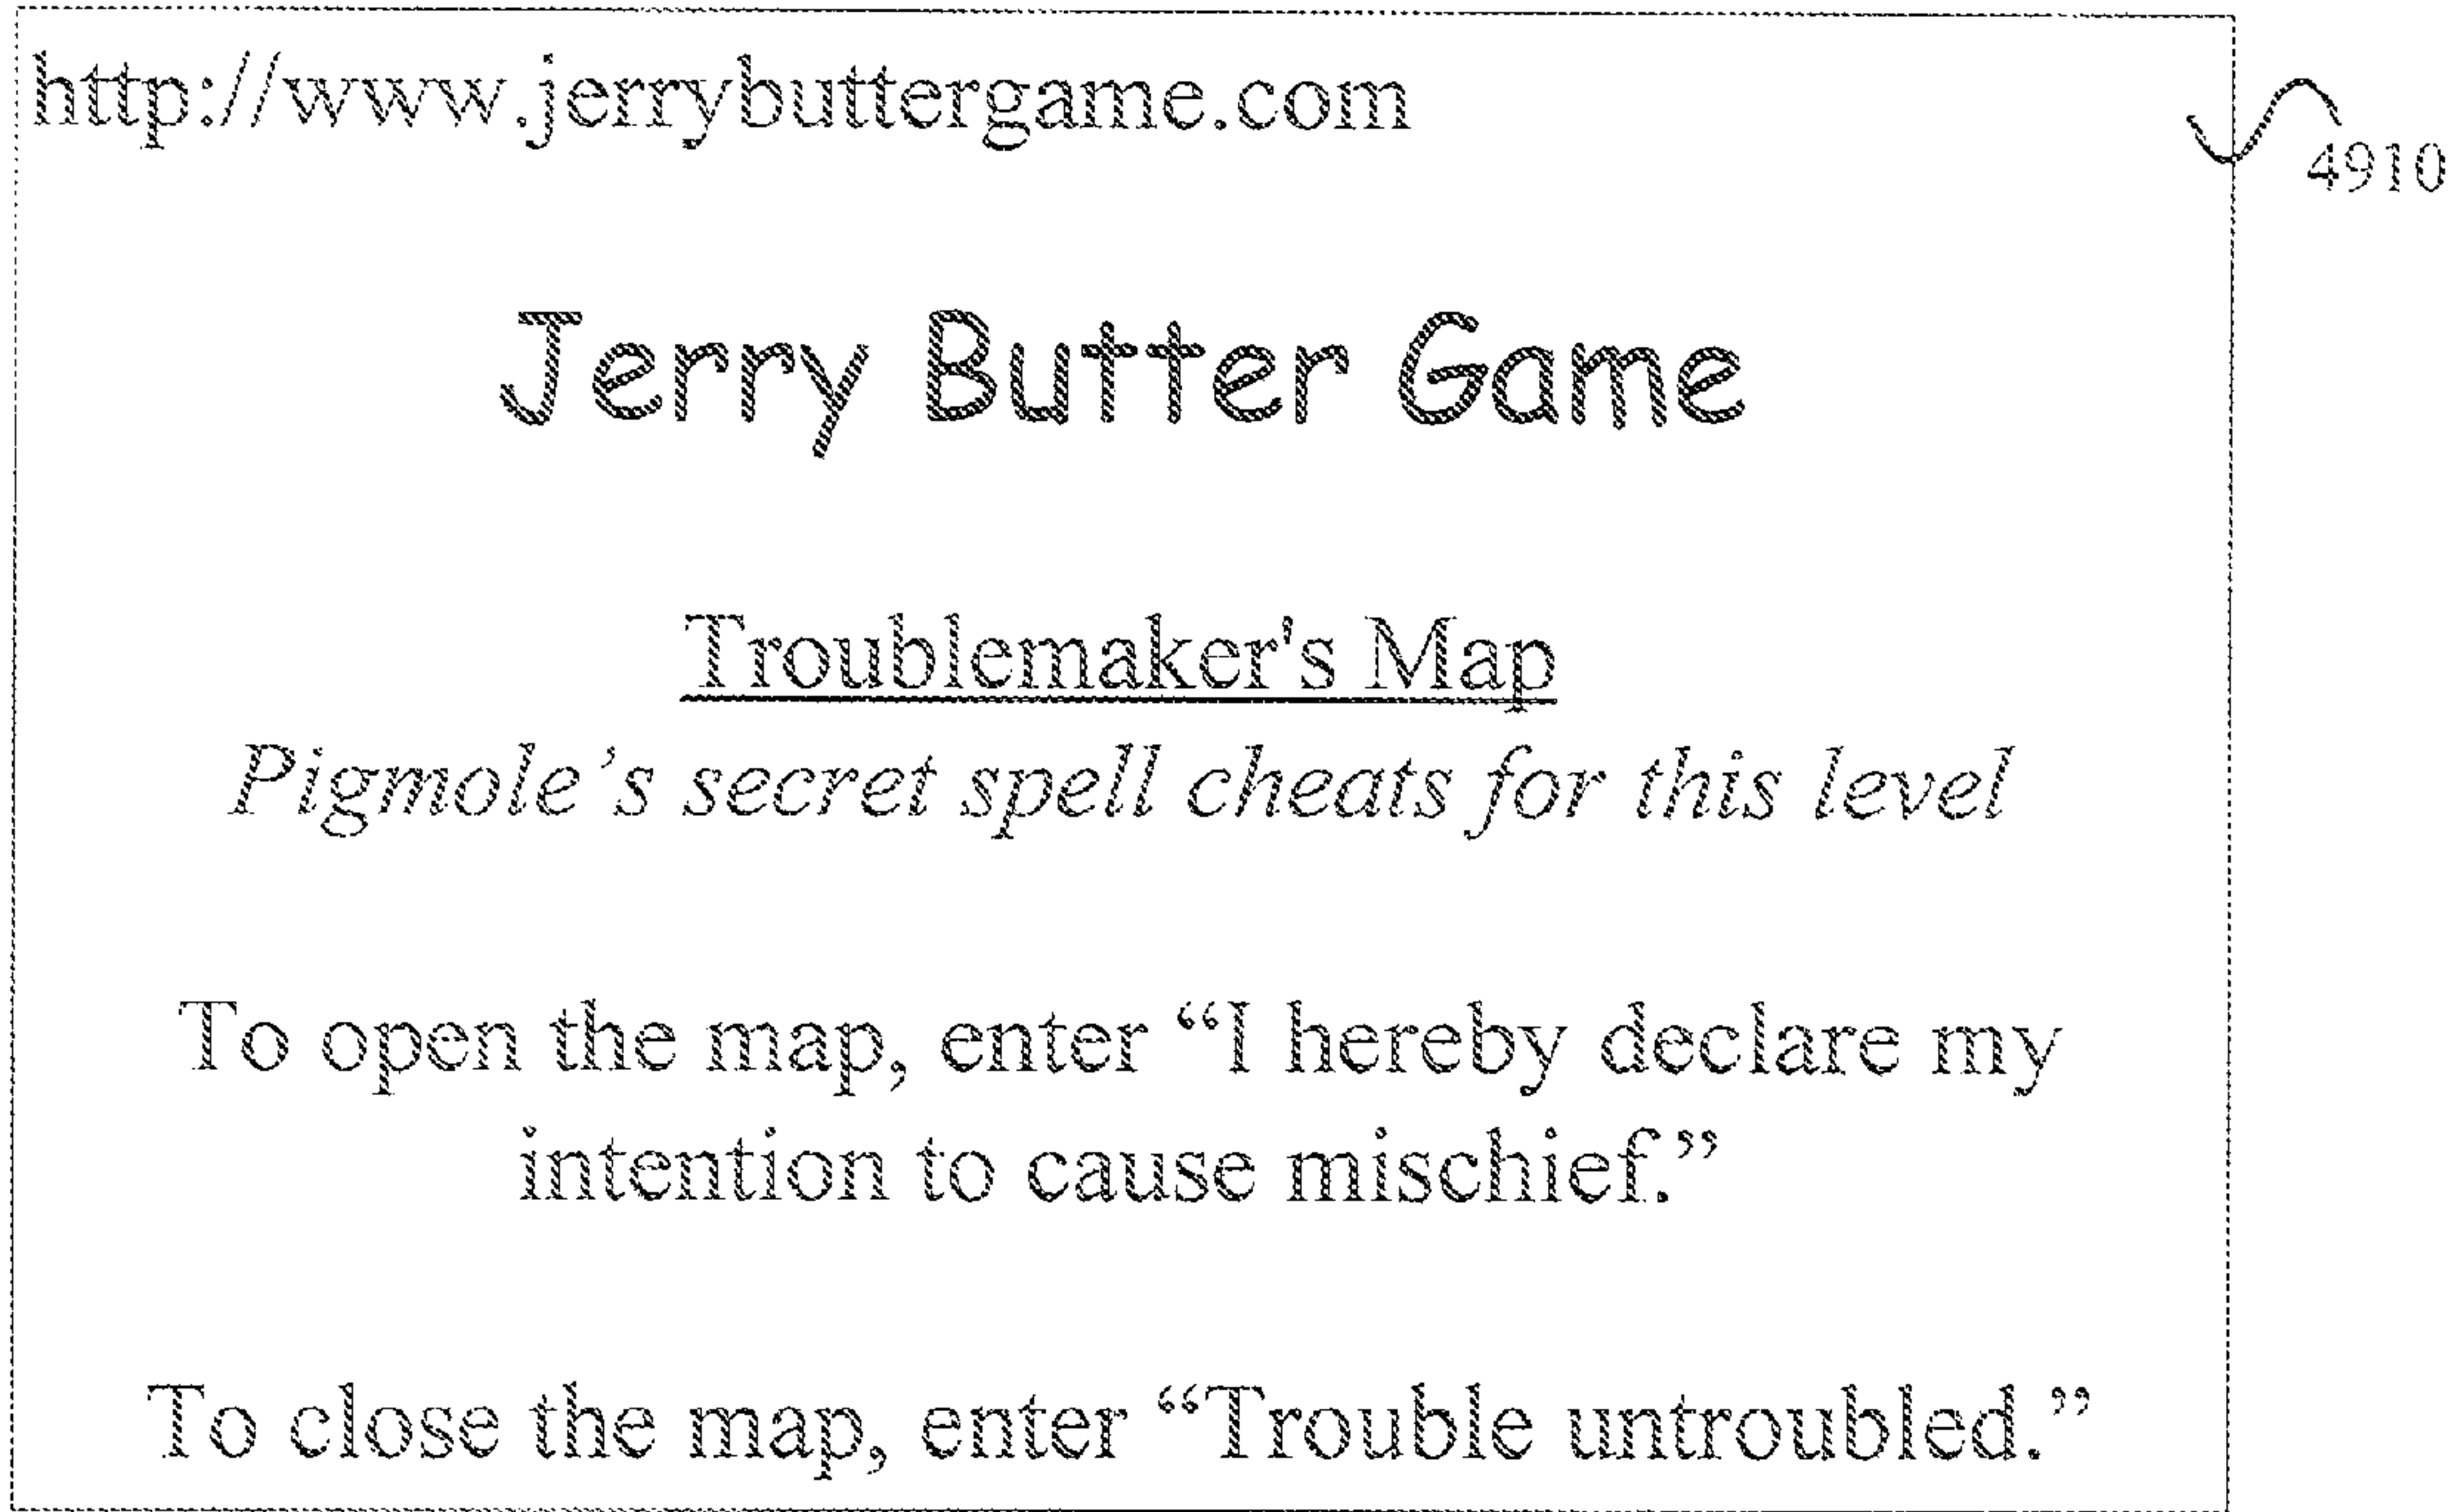 http://www.jerrybuttergame.com
4910
Jerry Butter Game
Troublemaker's Map
Pigmole’s secret spell cheats for this level
To open the map, enter “I hereby declare my
intention to cause mischief.”
To close the map, enter “Trouble untroubled.”